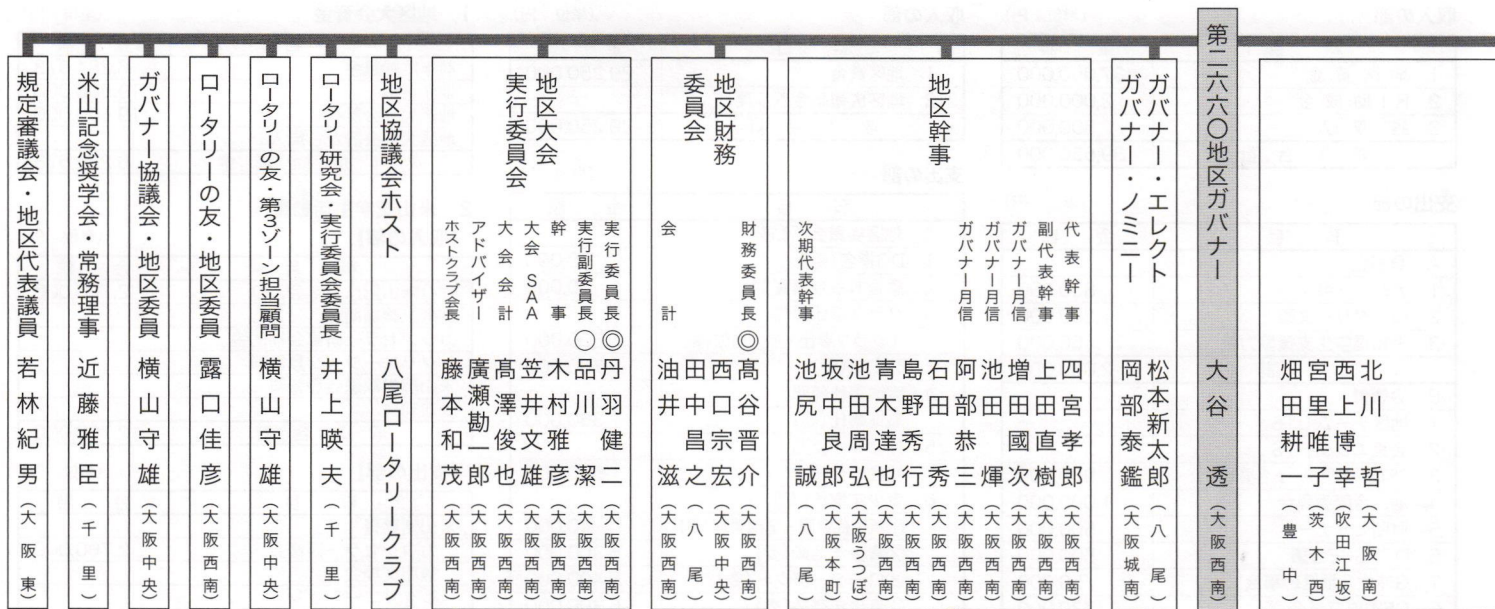 北川 哲 (大阪南)
西上博幸 (吹田江坂)
宮里唯子 (茨木西)
畑田耕一 (豊中)
第二六六〇地区ガバナー 大谷 透 (大阪西南)
ガバナー・エレクト 松本新太郎 (八尾)
ガバナー・ノミニー 岡部泰鑑 (大阪城南)
地区幹事
代表幹事 四宮孝郎 (大阪西南)
副代表幹事 上田直樹 (大阪西南)
ガバナー月信 増田國次 (大阪西南)
ガバナー月信 池田 輝 (大阪西南)
ガバナー月信 阿部恭三 (大阪西南)
石田 秀 (大阪西南)
島野秀行 (大阪西南)
青木達也 (大阪西南)
池田周弘 (大阪うつぼ)
坂中良郎 (大阪本町)
次期代表幹事 池尻 誠 (八尾)
地区財務
委員会
財務委員長 ◎髙谷晋介 (大阪西南)
西口宗宏 (大阪中央)
田中昌之 (八尾)
会計 油井 滋 (大阪西南)
地区大会
実行委員会
実行委員長 ◎丹羽健二 (大阪西南)
実行副委員長 ○品川 潔 (大阪西南)
幹事 木村雅彦 (大阪西南)
大会SAA 笠井文雄 (大阪西南)
大会会計 髙澤俊也 (大阪西南)
アドバイザー 廣瀬勘一郎 (大阪西南)
ホストクラブ会長 藤本和茂 (大阪西南)
地区協議会ホスト 八尾ロータリークラブ
ロータリー研究会・実行委員会委員長 井上暎夫 (千里)
ロータリーの友・第3ゾーン担当顧問 横山守雄 (大阪中央)
ロータリーの友・地区委員 露口佳彦 (大阪西南)
ガバナー協議会・地区委員 横山守雄 (大阪中央)
米山記念奨学会・常務理事 近藤雅臣 (千里)
規定審議会・地区代表議員 若林紀男 (大阪東)